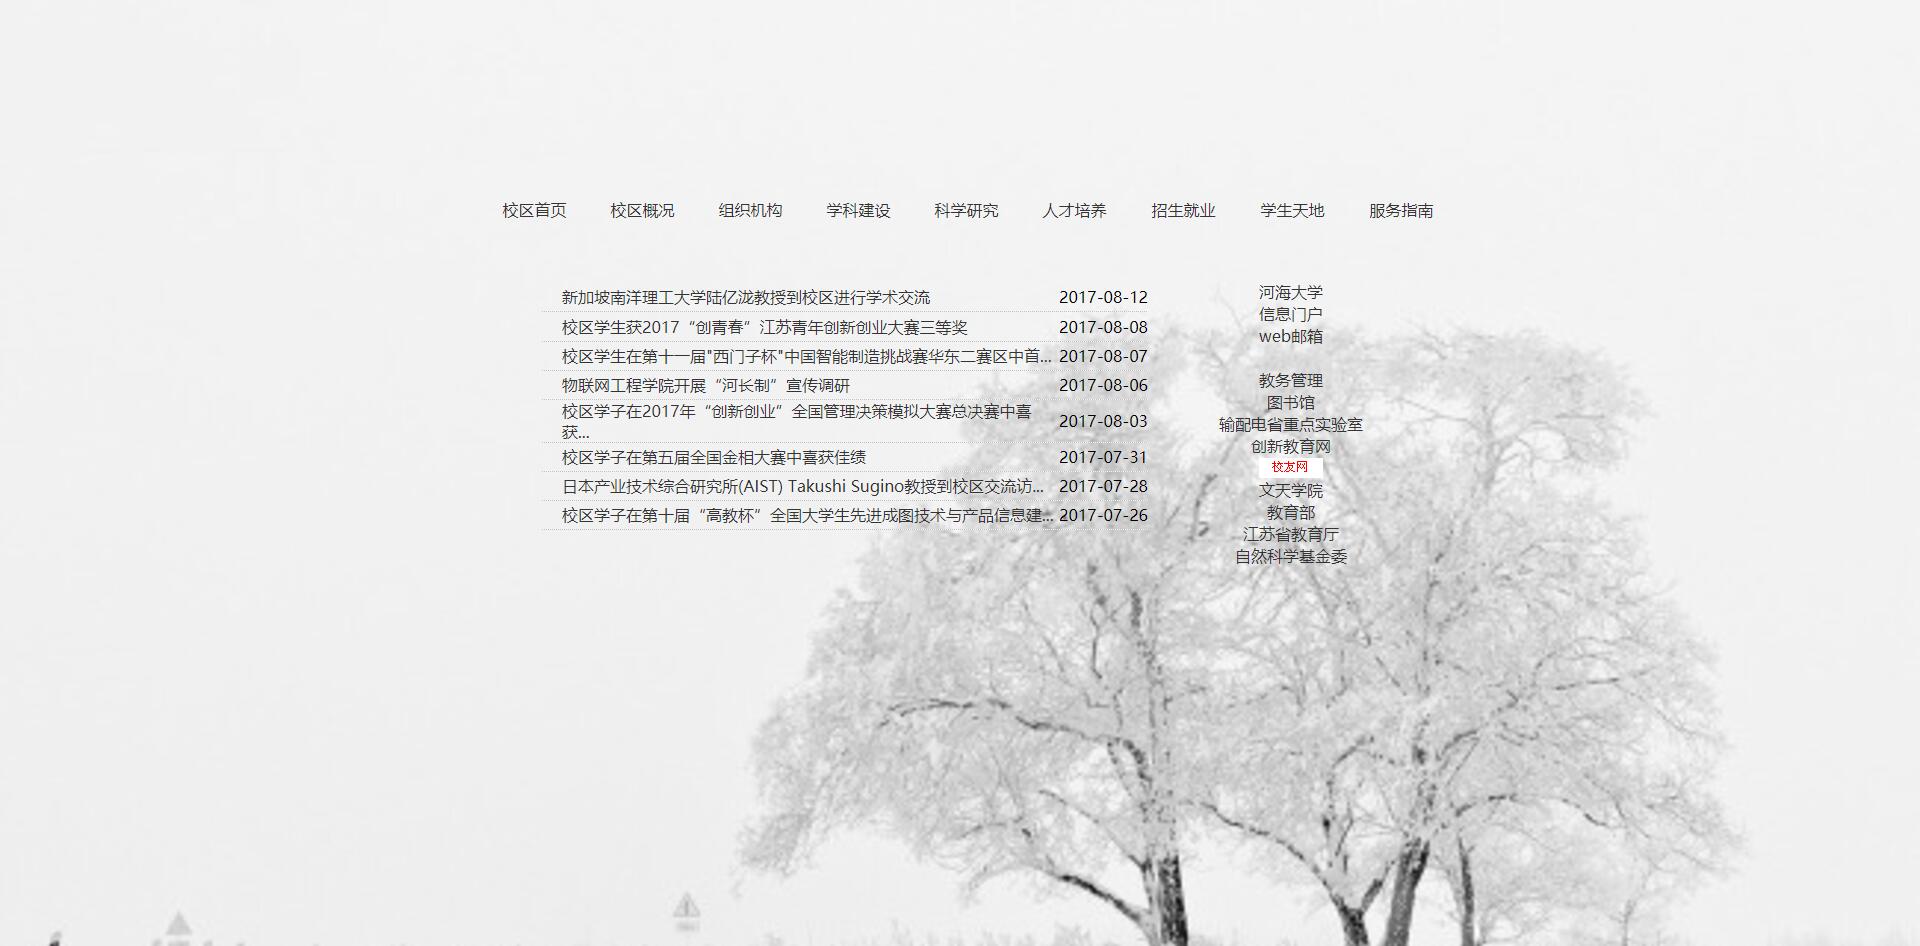 校区首页 校区概况 组织机构 学科建设 科学研究 人才培养 招生就业 学生天地 服务指南
新加坡南洋理工大学陆亿泷教授到校区进行学术交流 2017-08-12
校区学生获2017“创青春”江苏青年创新创业大赛三等奖 2017-08-08
校区学生在第十一届"西门子杯"中国智能制造挑战赛华东二赛区中首... 2017-08-07
物联网工程学院开展“河长制”宣传调研 2017-08-06
校区学子在2017年“创新创业”全国管理决策模拟大赛总决赛中喜
获... 2017-08-03
校区学子在第五届全国金相大赛中喜获佳绩 2017-07-31
日本产业技术综合研究所(AIST) Takushi Sugino教授到校区交流访... 2017-07-28
校区学子在第十届“高教杯”全国大学生先进成图技术与产品信息建... 2017-07-26
河海大学
信息门户
web邮箱
教务管理
图书馆
输配电省重点实验室
创新教育网
校友网
文天学院
教育部
江苏省教育厅
自然科学基金委